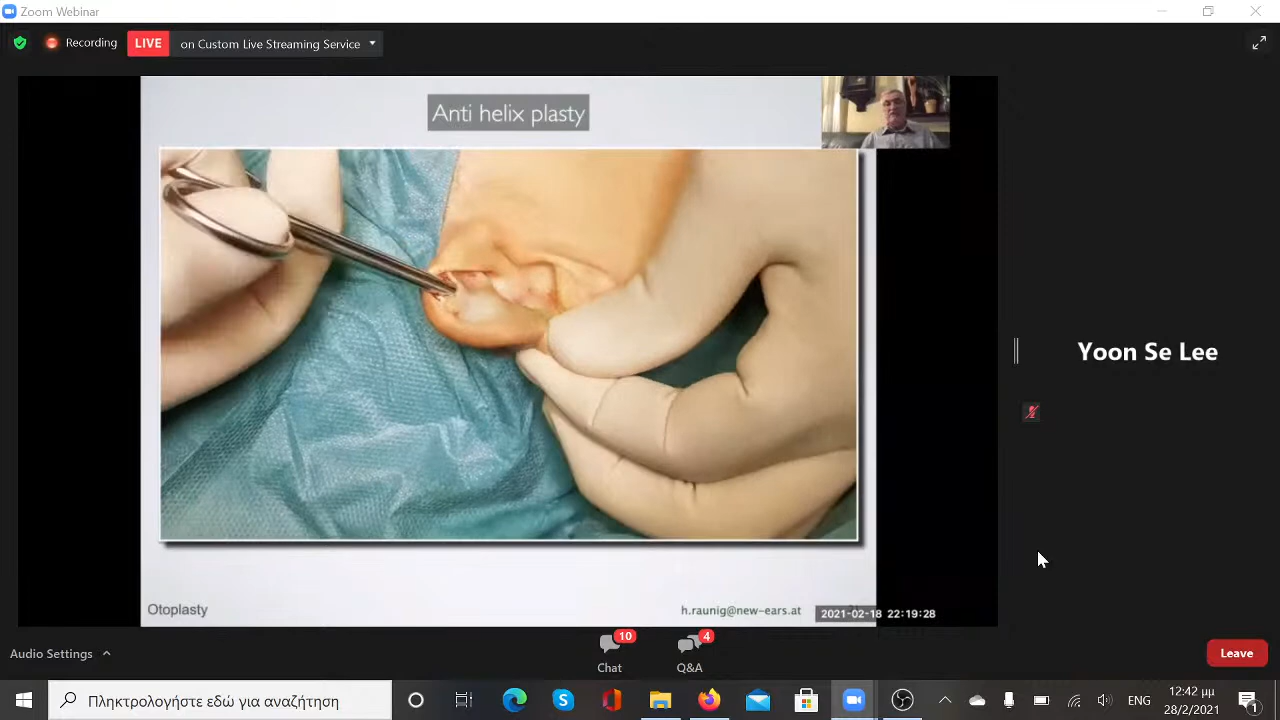 Zoom Webinar
Recording
LIVE
on Custom Live Streaming Service
Anti helix plasty
Yoon Se Lee
Otoplasty
h.raunig@new-ears.at
2021-02-18 22:19:28
Audio Settings
10
Chat
4
Q&A
Leave
Πληκτρολογήστε εδώ για αναζήτηση
ENG
12:42 μμ
28/2/2021
1